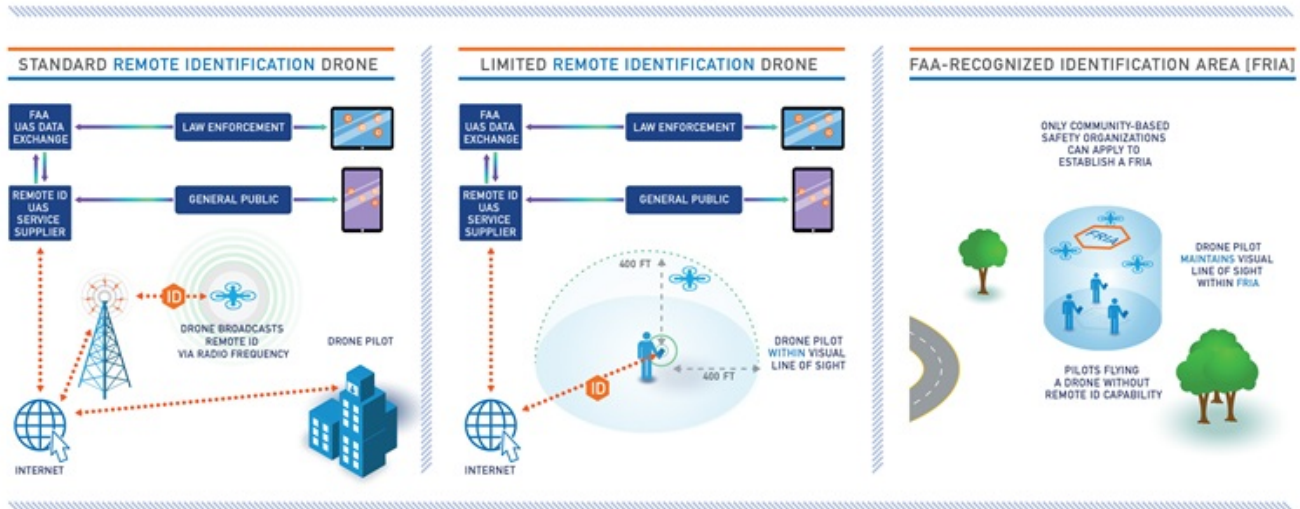 STANDARD REMOTE IDENTIFICATION DRONE
FAA
UAS DATA
EXCHANGE
LAW ENFORCEMENT
REMOTE ID
UAS
SERVICE
SUPPLIER
GENERAL PUBLIC
ID
DRONE BROADCASTS
REMOTE ID
VIA RADIO FREQUENCY
DRONE PILOT
INTERNET
LIMITED REMOTE IDENTIFICATION DRONE
FAA
UAS DATA
EXCHANGE
LAW ENFORCEMENT
REMOTE ID
UAS
SERVICE
SUPPLIER
GENERAL PUBLIC
400 FT
DRONE PILOT
WITHIN VISUAL
LINE OF SIGHT
400 FT
ID
INTERNET
FAA-RECOGNIZED IDENTIFICATION AREA [FRIA]
ONLY COMMUNITY-BASED
SAFETY ORGANIZATIONS
CAN APPLY TO
ESTABLISH A FRIA
FRIA
DRONE PILOT
MAINTAINS VISUAL
LINE OF SIGHT
WITHIN FRIA
PILOTS FLYING
A DRONE WITHOUT
REMOTE ID CAPABILITY